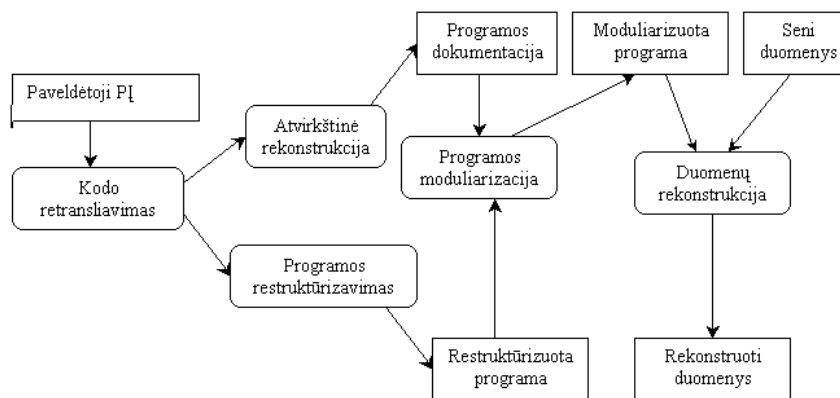 Programos
dokumentacija
Moduliarizuota
programa
Seni
duomenys
Paveldėtoji PĮ
Atvirkštinė
rekonstrukcija
Programos
moduliarizacija
Duomenų
rekonstrukcija
Kodo
retransliavimas
Programos
restruktūrizavimas
Restruktūrizuota
programa
Rekonstruoti
duomenys